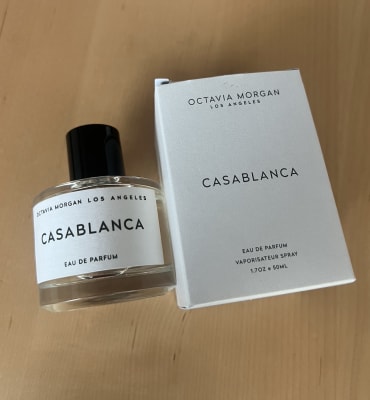 OCTAVIA MORGAN LOS ANGELES
CASABLANCA
EAU DE PARFUM
OCTAVIA MORGAN
LOS ANGELES
CASABLANCA
EAU DE PARFUM
VAPORISATEUR SPRAY
1.7OZ e 50ML